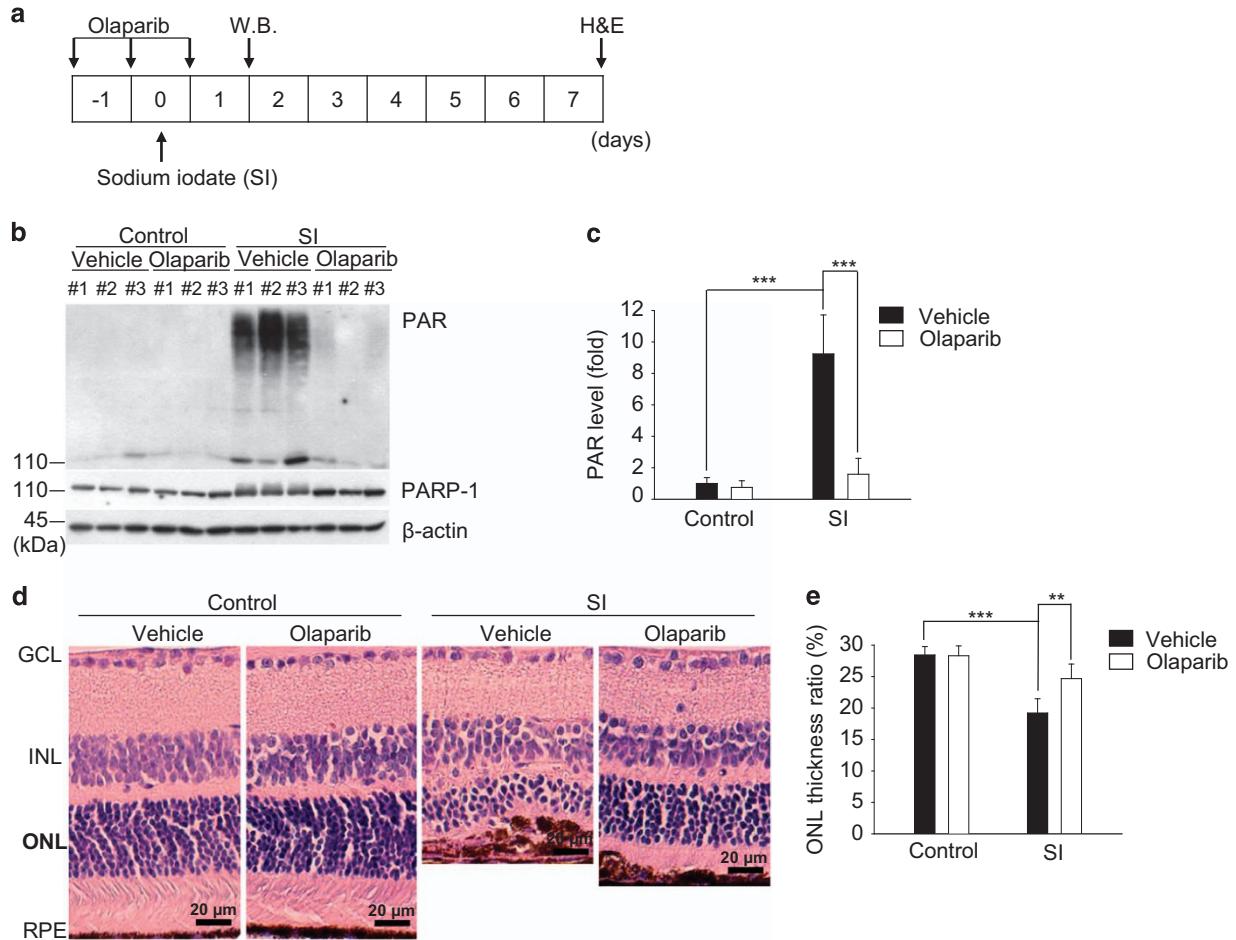 a
Olaparib W.B. H&E
-1 0 1 2 3 4 5 6 7
(days)
Sodium iodate (SI)
b
Control SI
Vehicle Olaparib Vehicle Olaparib
#1 #2 #3 #1 #2 #3 #1 #2 #3 #1 #2 #3
PAR
110
110 PARP-1
45
(kDa) β-actin
c
*** ***
PAR level (fold)
12
10
8
6
4
2
0
Control SI
Vehicle
Olaparib
d
Control SI
Vehicle Olaparib Vehicle Olaparib
GCL
INL
ONL
RPE
20 μm 20 μm 20 μm 20 μm
e
*** **
ONL thickness ratio (%)
30
25
20
15
10
5
0
Control SI
Vehicle
Olaparib